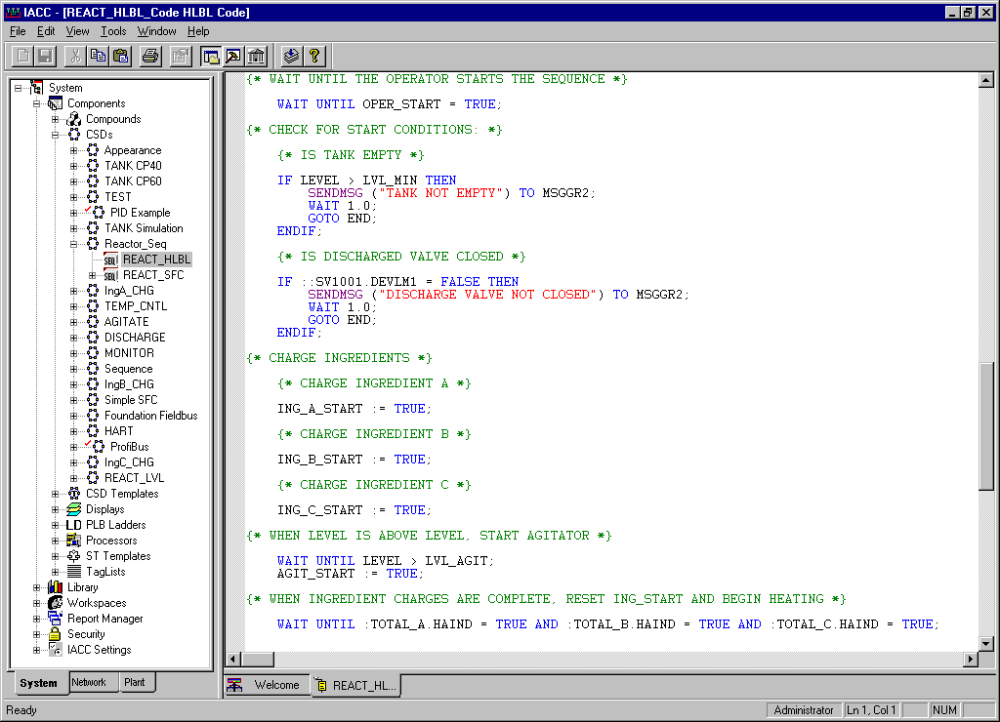 IACC - [REACT_HLBL_Code HLBL Code]
File Edit View Tools Window Help
System
Components
Compounds
CSDs
Appearance
TANK CP40
TANK CP60
TEST
PID Example
TANK Simulation
Reactor_Seq
SEQ REACT_HLBL
SEQ REACT_SFC
IngA_CHG
TEMP_CNTL
AGITATE
DISCHARGE
MONITOR
Sequence
IngB_CHG
Simple SFC
Foundation Fieldbus
HART
ProfiBus
IngC_CHG
REACT_LVL
CSD Templates
Displays
LD PLB Ladders
Processors
ST Templates
TagLists
Library
Workspaces
Report Manager
Security
IACC Settings
System Network Plant
{* WAIT UNTIL THE OPERATOR STARTS THE SEQUENCE *}
WAIT UNTIL OPER_START = TRUE;
{* CHECK FOR START CONDITIONS: *}
{* IS TANK EMPTY *}
IF LEVEL > LVL_MIN THEN
SENDMSG ("TANK NOT EMPTY") TO MSGGR2;
WAIT 1.0;
GOTO END;
ENDIF;
{* IS DISCHARGED VALVE CLOSED *}
IF ::SV1001.DEVLM1 = FALSE THEN
SENDMSG ("DISCHARGE VALVE NOT CLOSED") TO MSGGR2;
WAIT 1.0;
GOTO END;
ENDIF;
{* CHARGE INGREDIENTS *}
{* CHARGE INGREDIENT A *}
ING_A_START := TRUE;
{* CHARGE INGREDIENT B *}
ING_B_START := TRUE;
{* CHARGE INGREDIENT C *}
ING_C_START := TRUE;
{* WHEN LEVEL IS ABOVE LEVEL, START AGITATOR *}
WAIT UNTIL LEVEL > LVL_AGIT;
AGIT_START := TRUE;
{* WHEN INGREDIENT CHARGES ARE COMPLETE, RESET ING_START AND BEGIN HEATING *}
WAIT UNTIL :TOTAL_A.HAIND = TRUE AND :TOTAL_B.HAIND = TRUE AND :TOTAL_C.HAIND = TRUE;
Welcome REACT_HL...
Ready Administrator Ln 1, Col 1 NUM